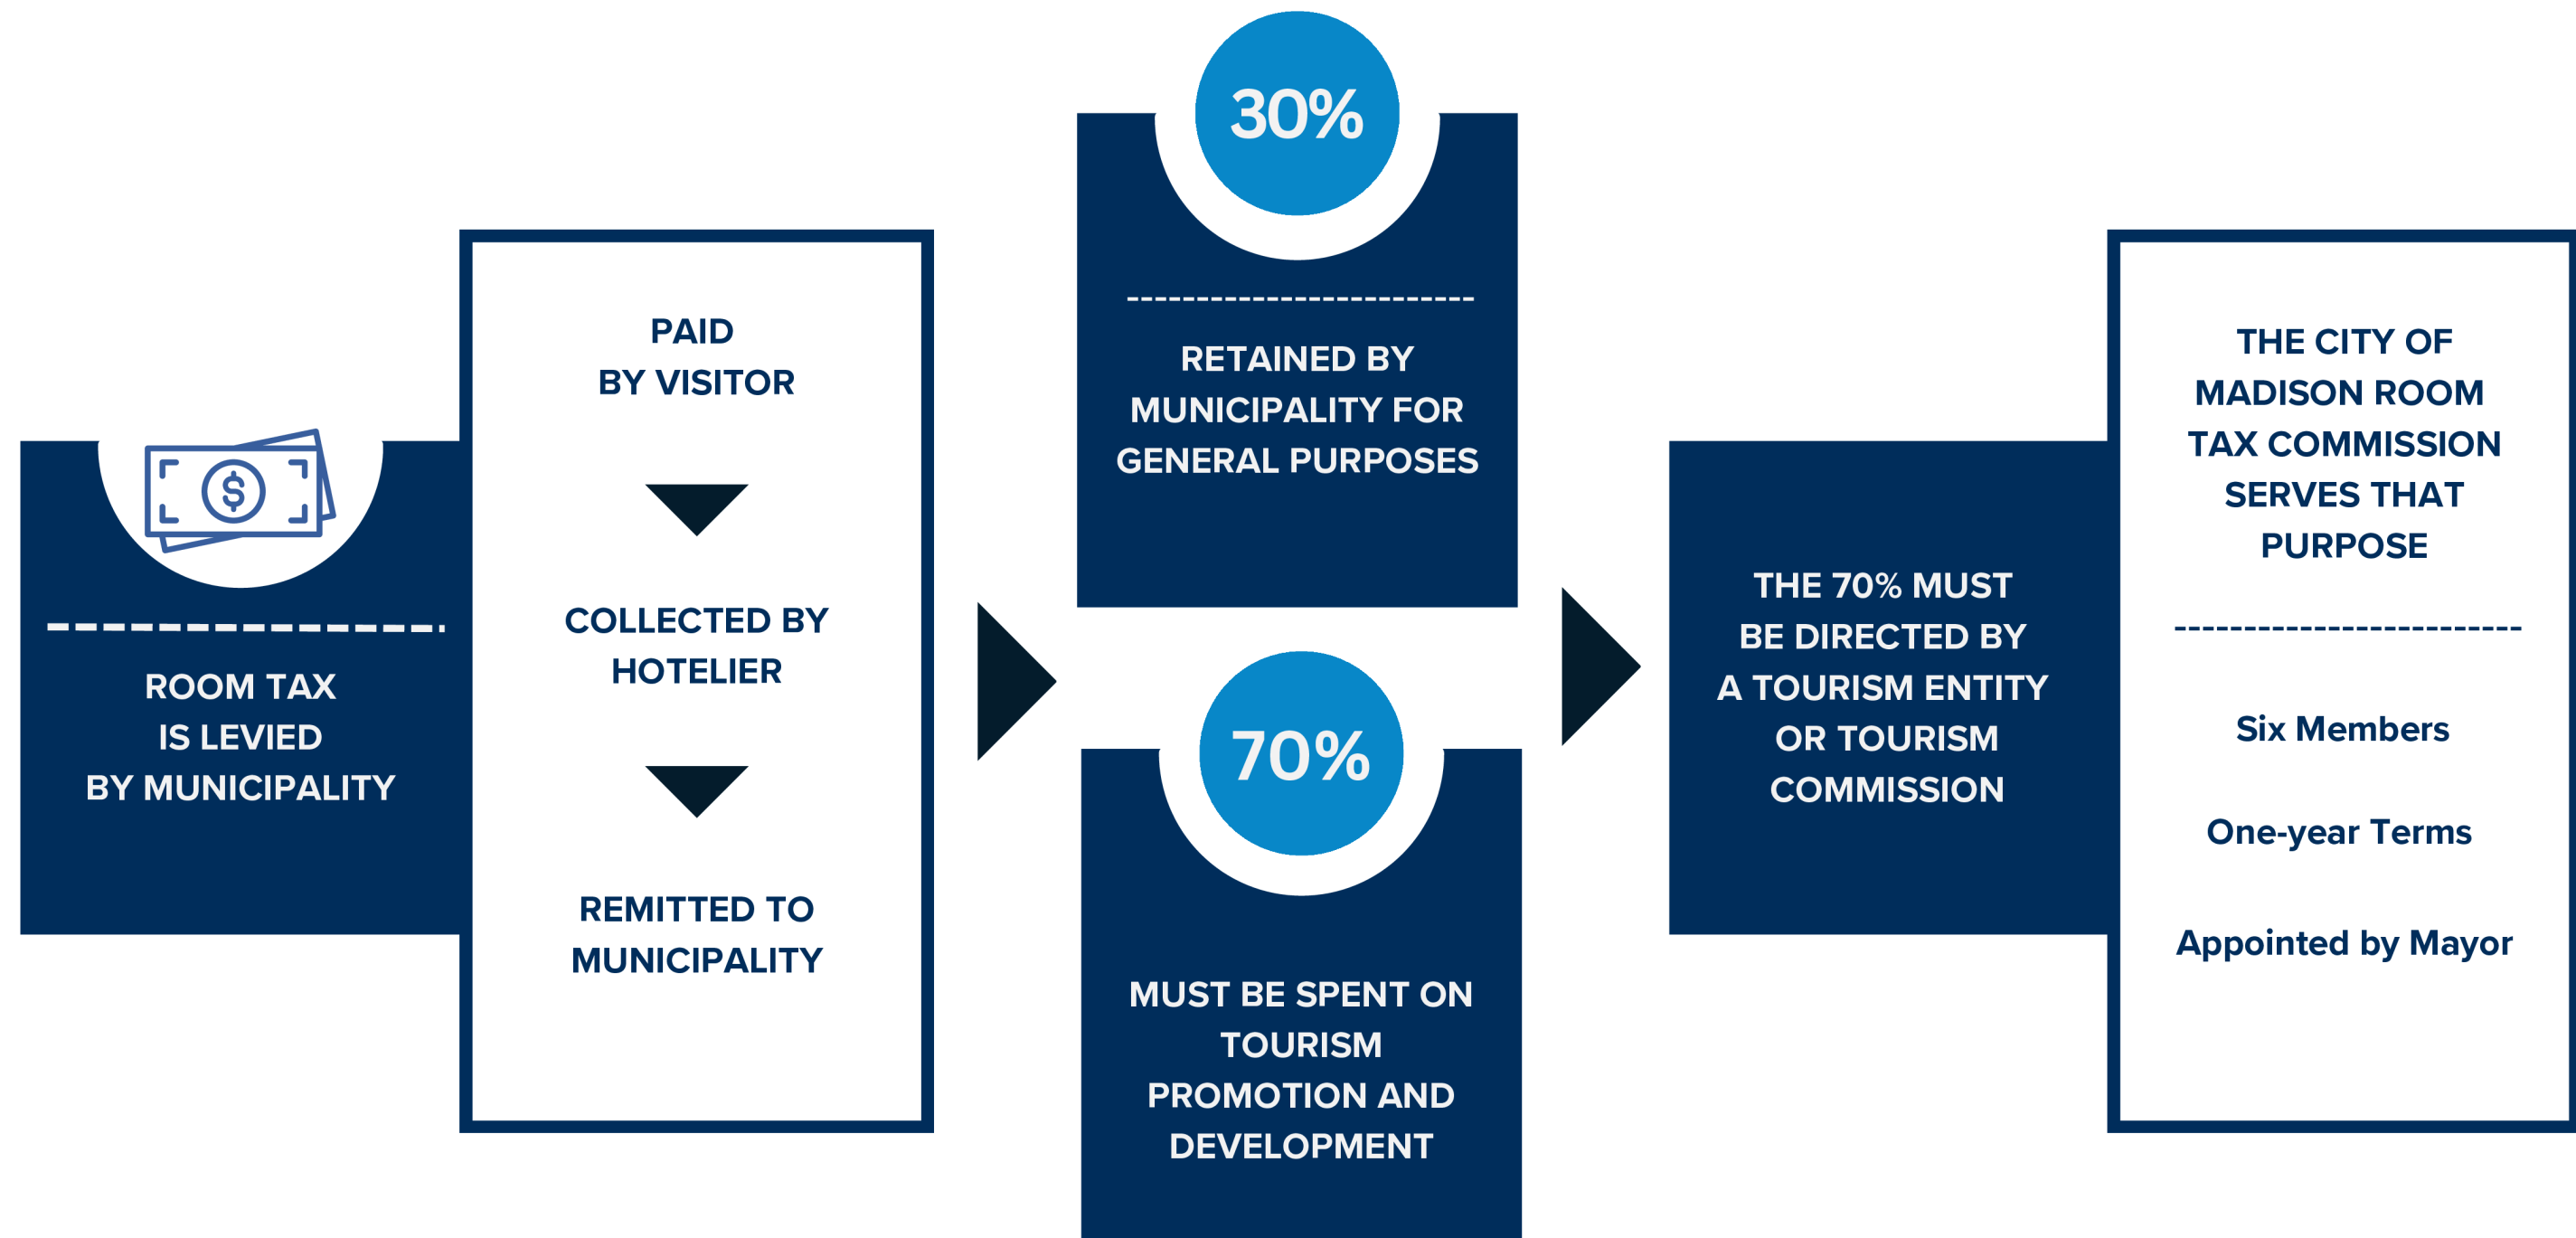 $
ROOM TAX
IS LEVIED
BY MUNICIPALITY
PAID
BY VISITOR
COLLECTED BY
HOTELIER
REMITTED TO
MUNICIPALITY
30%
RETAINED BY
MUNICIPALITY FOR
GENERAL PURPOSES
70%
MUST BE SPENT ON
TOURISM
PROMOTION AND
DEVELOPMENT
THE 70% MUST
BE DIRECTED BY
A TOURISM ENTITY
OR TOURISM
COMMISSION
THE CITY OF
MADISON ROOM
TAX COMMISSION
SERVES THAT
PURPOSE
Six Members
One-year Terms
Appointed by Mayor